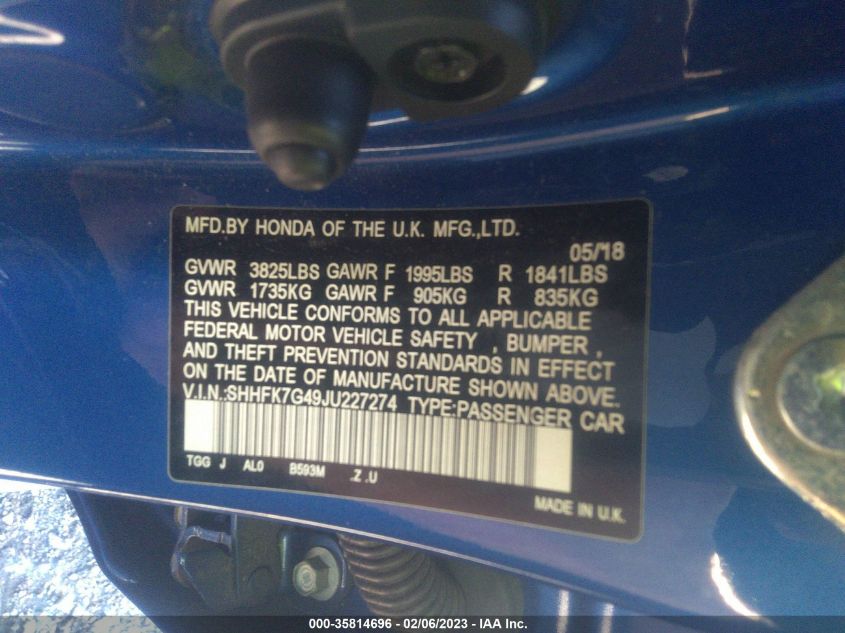 MFD.BY HONDA OF THE U.K. MFG.,LTD.
05/18
GVWR 3825LBS GAWR F 1995LBS R 1841LBS
GVWR 1735KG GAWR F 905KG R 835KG
THIS VEHICLE CONFORMS TO ALL APPLICABLE
FEDERAL MOTOR VEHICLE SAFETY , BUMPER ,
AND THEFT PREVENTION STANDARDS IN EFFECT
ON THE DATE OF MANUFACTURE SHOWN ABOVE.
V.I.N.:SHHFK7G49JU227274 TYPE:PASSENGER CAR
TGG J AL0 B593M .Z .U
MADE IN U.K.
000-35814696 - 02/06/2023 - IAA Inc.